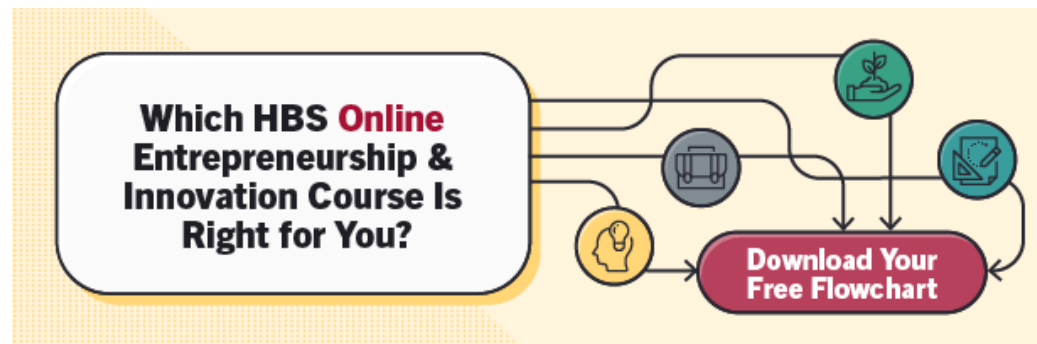 Which HBS Online
Entrepreneurship &
Innovation Course Is
Right for You?
Download Your
Free Flowchart